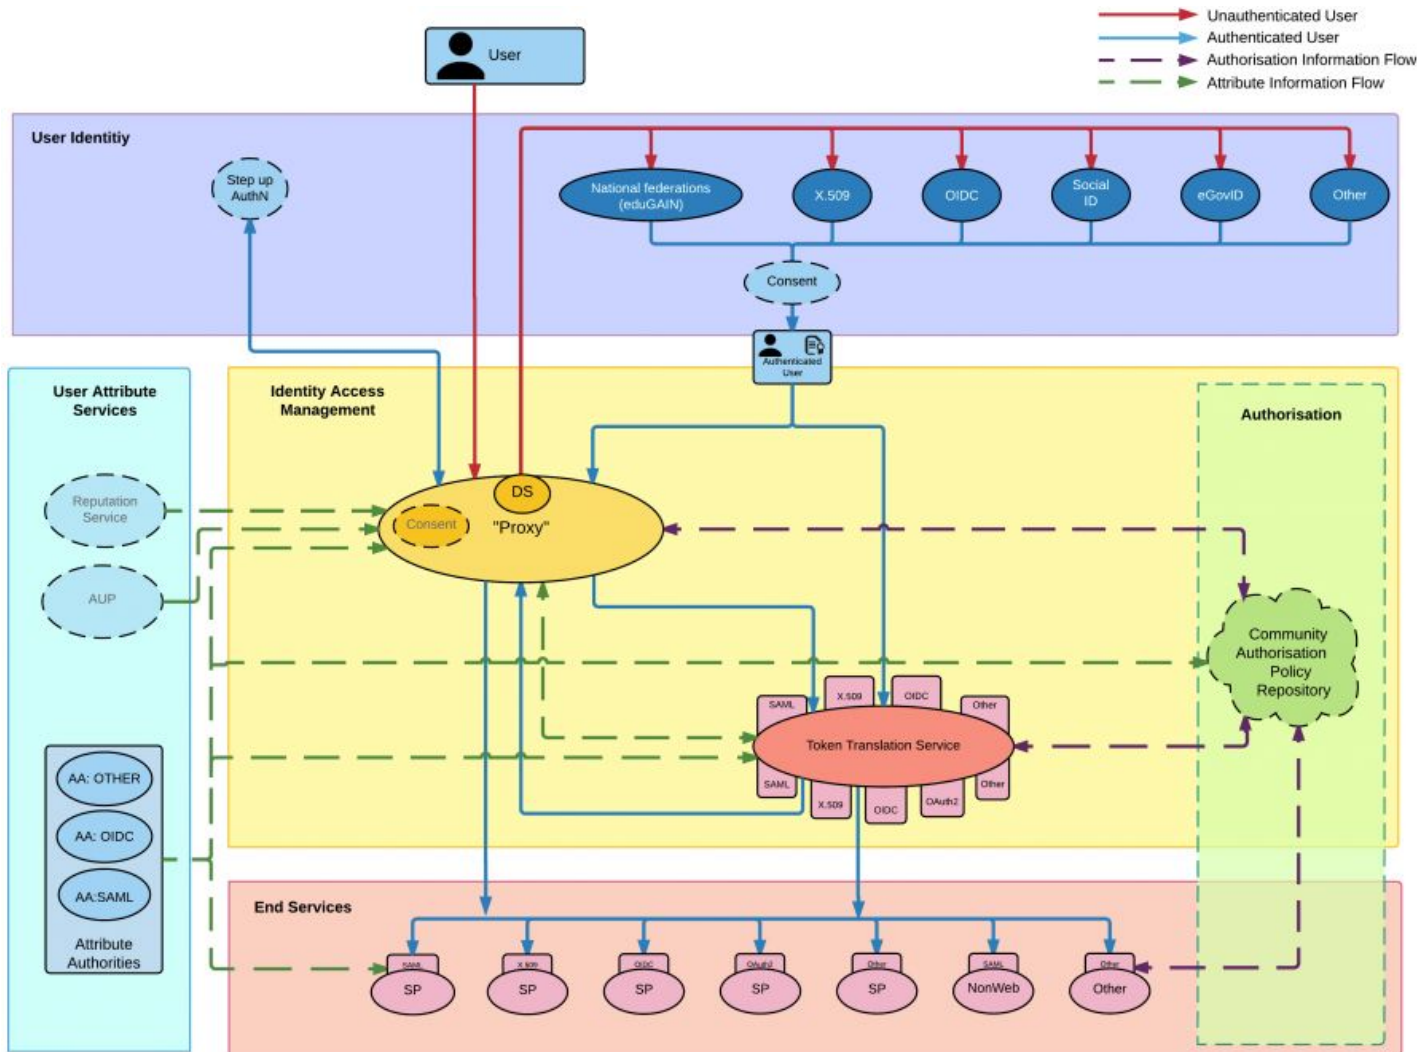 Unauthenticated User
Authenticated User
Authorisation Information Flow
Attribute Information Flow
User
User Identitiy
Step up
AuthN
National federations
(eduGAIN)
X.509
OIDC
Social
ID
eGovID
Other
Consent
Authenticated
User
User Attribute
Services
Reputation
Service
AUP
AA: OTHER
AA: OIDC
AA:SAML
Attribute
Authorities
Identity Access
Management
DS
Consent
"Proxy"
SAML
X.509
OIDC
Other
Token Translation Service
SAML
X.509
OIDC
OAuth2
Other
Authorisation
Community
Authorisation
Policy
Repository
End Services
SAML
SP
X.509
SP
OIDC
SP
OAuth2
SP
Other
SP
SAML
NonWeb
Other
Other